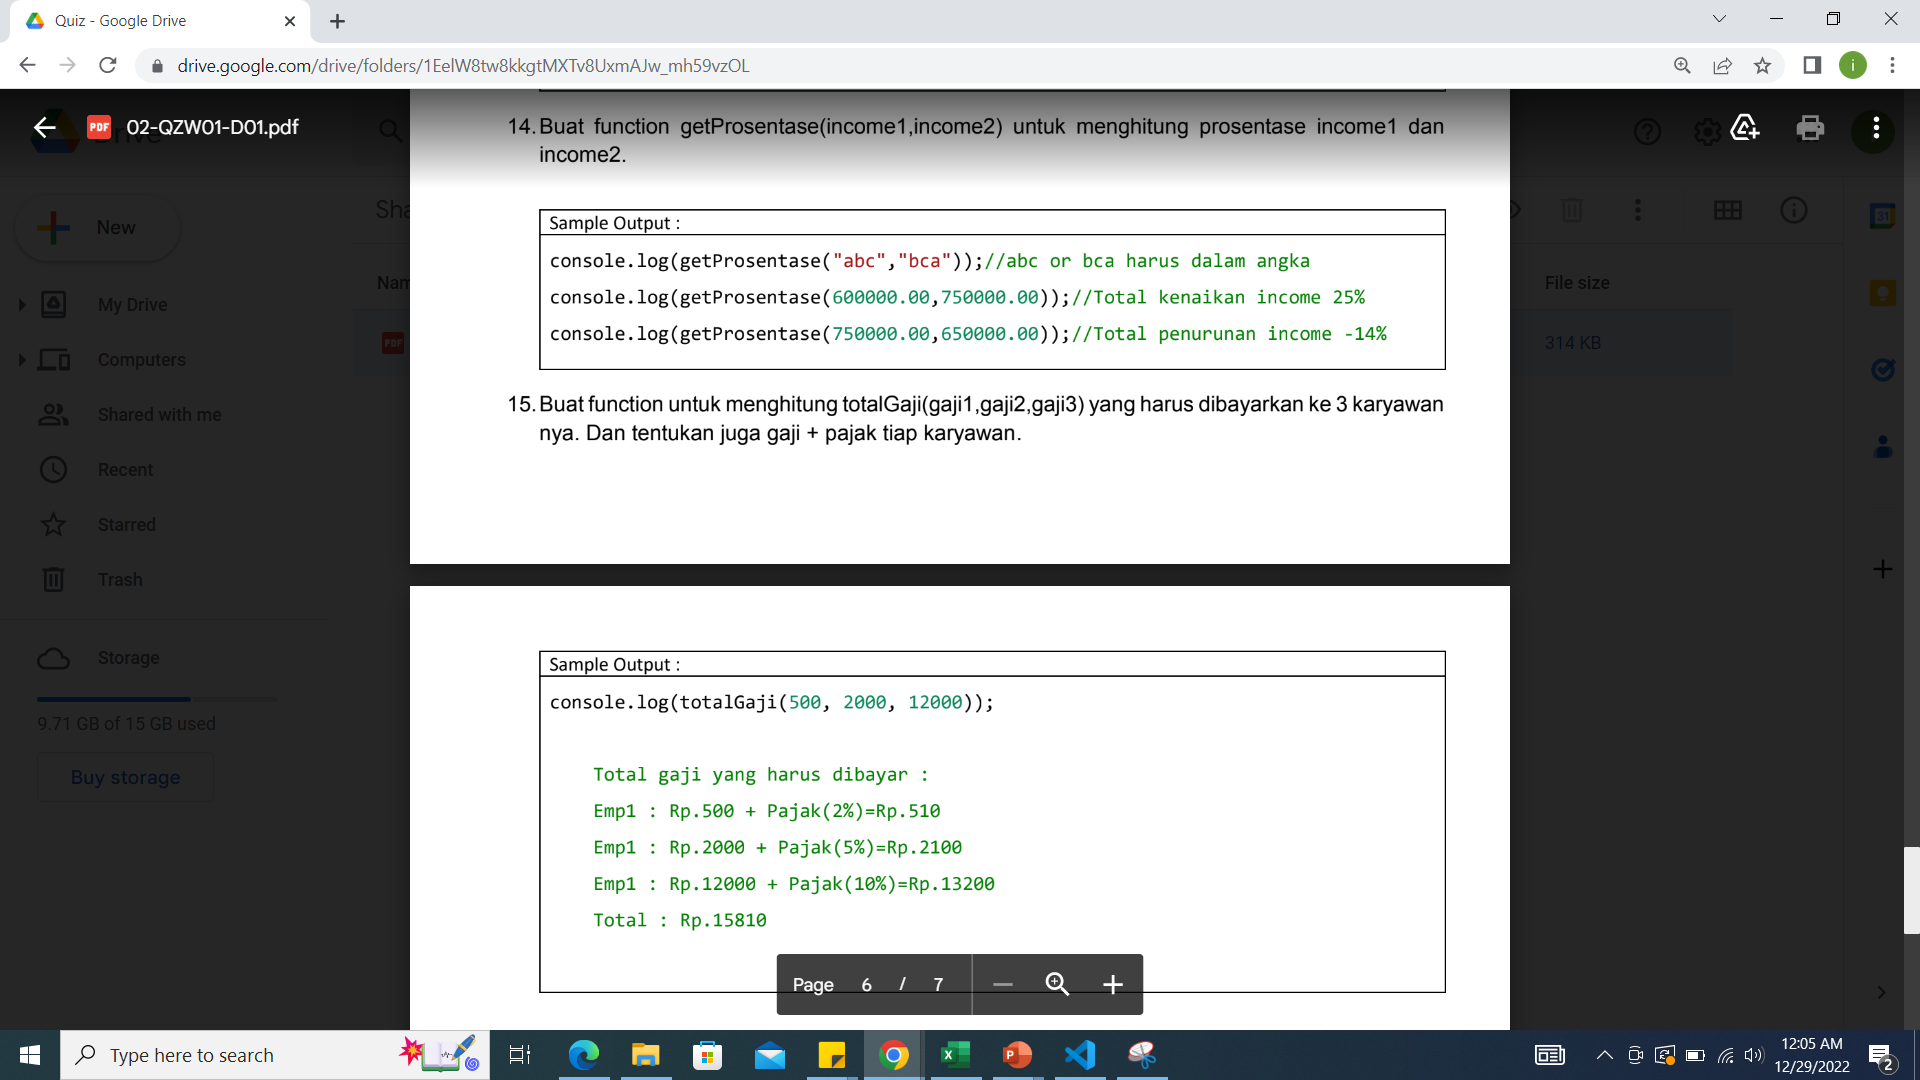 Quiz - Google Drive
drive.google.com/drive/folders/1EelW8tw8kkgtMXTv8UxmAJw_mh59vzOL
i
PDF 02-QZW01-D01.pdf
14. Buat function getProsentase(income1,income2) untuk menghitung prosentase income1 dan
income2.
Sample Output :
console.log(getProsentase("abc","bca"));//abc or bca harus dalam angka
console.log(getProsentase(600000.00,750000.00));//Total kenaikan income 25%
console.log(getProsentase(750000.00,650000.00));//Total penurunan income -14%
15. Buat function untuk menghitung totalGaji(gaji1,gaji2,gaji3) yang harus dibayarkan ke 3 karyawan
nya. Dan tentukan juga gaji + pajak tiap karyawan.
Sample Output :
console.log(totalGaji(500, 2000, 12000));
Total gaji yang harus dibayar :
Emp1 : Rp.500 + Pajak(2%)=Rp.510
Emp1 : Rp.2000 + Pajak(5%)=Rp.2100
Emp1 : Rp.12000 + Pajak(10%)=Rp.13200
Total : Rp.15810
Page 6 / 7
New
My Drive
Computers
Shared with me
Recent
Starred
Trash
Storage
9.71 GB of 15 GB used
Buy storage
File size
PDF
314 KB
31
Type here to search
12:05 AM
12/29/2022
2